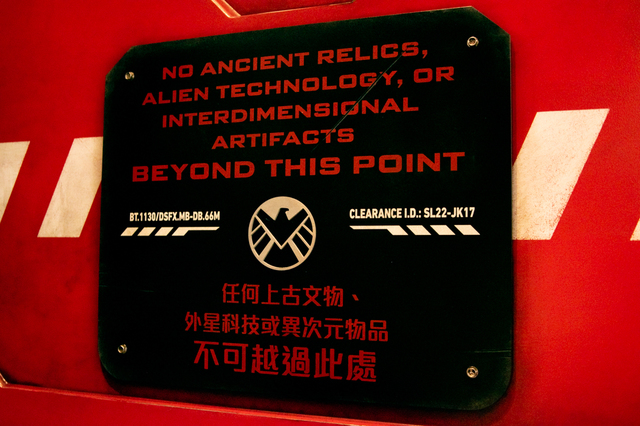 NO ANCIENT RELICS,
ALIEN TECHNOLOGY, OR
INTERDIMENSIONAL
ARTIFACTS
BEYOND THIS POINT
BT.1130/DSFX.MB-DB.66M
CLEARANCE I.D.: SL22-JK17
任何上古文物、
外星科技或異次元物品
不可越過此處